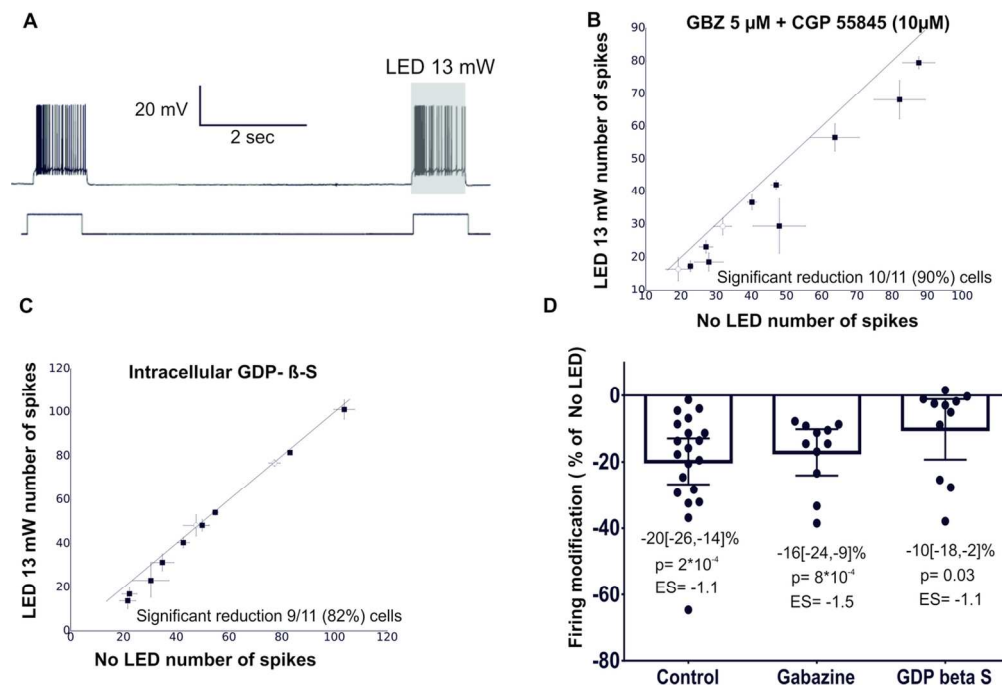 A
LED 13 mW
20 mV
2 sec
B
GBZ 5 µM + CGP 55845 (10µM)
LED 13 mW number of spikes
90
80
70
60
50
40
30
20
10
Significant reduction 10/11 (90%) cells
10 20 30 40 50 60 70 80 90 100
No LED number of spikes
C
Intracellular GDP- ß-S
LED 13 mW number of spikes
120
100
80
60
40
20
0
Significant reduction 9/11 (82%) cells
0 20 40 60 80 100 120
No LED number of spikes
D
Firing modification ( % of No LED)
0
-20
-40
-60
-80
-20[-26,-14]%
p= 2*10-4
ES= -1.1
-16[-24,-9]%
p= 8*10-4
ES= -1.5
-10[-18,-2]%
p= 0.03
ES= -1.1
Control Gabazine GDP beta S